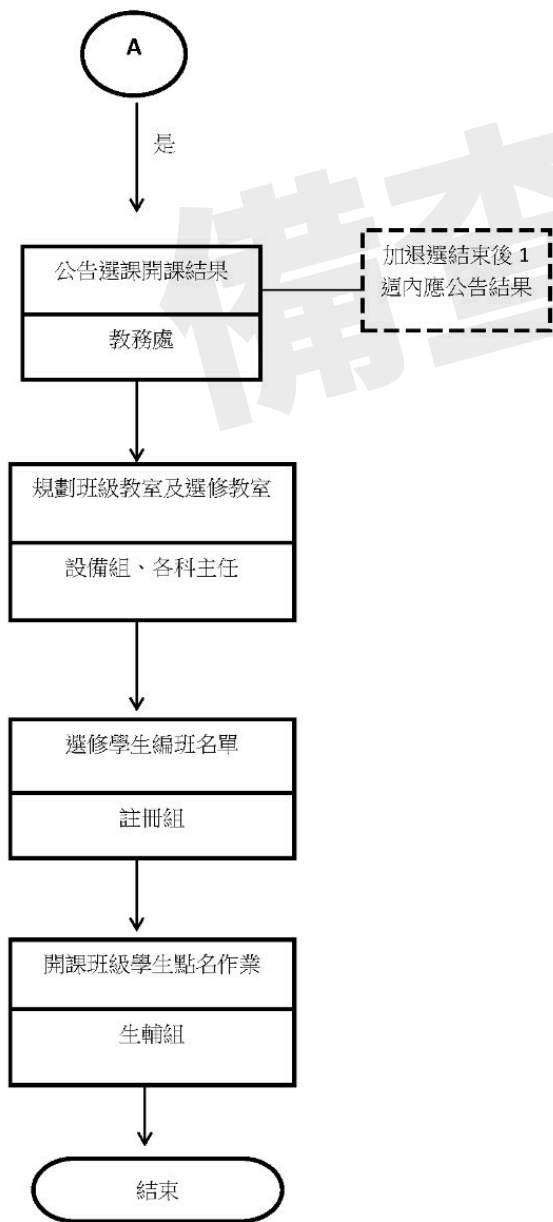 A
是
備查
公告選課開課結果
教務處
加退選結束後 1
週內應公告結果
規劃班級教室及選修教室
設備組、各科主任
選修學生編班名單
註冊組
開課班級學生點名作業
生輔組
結束